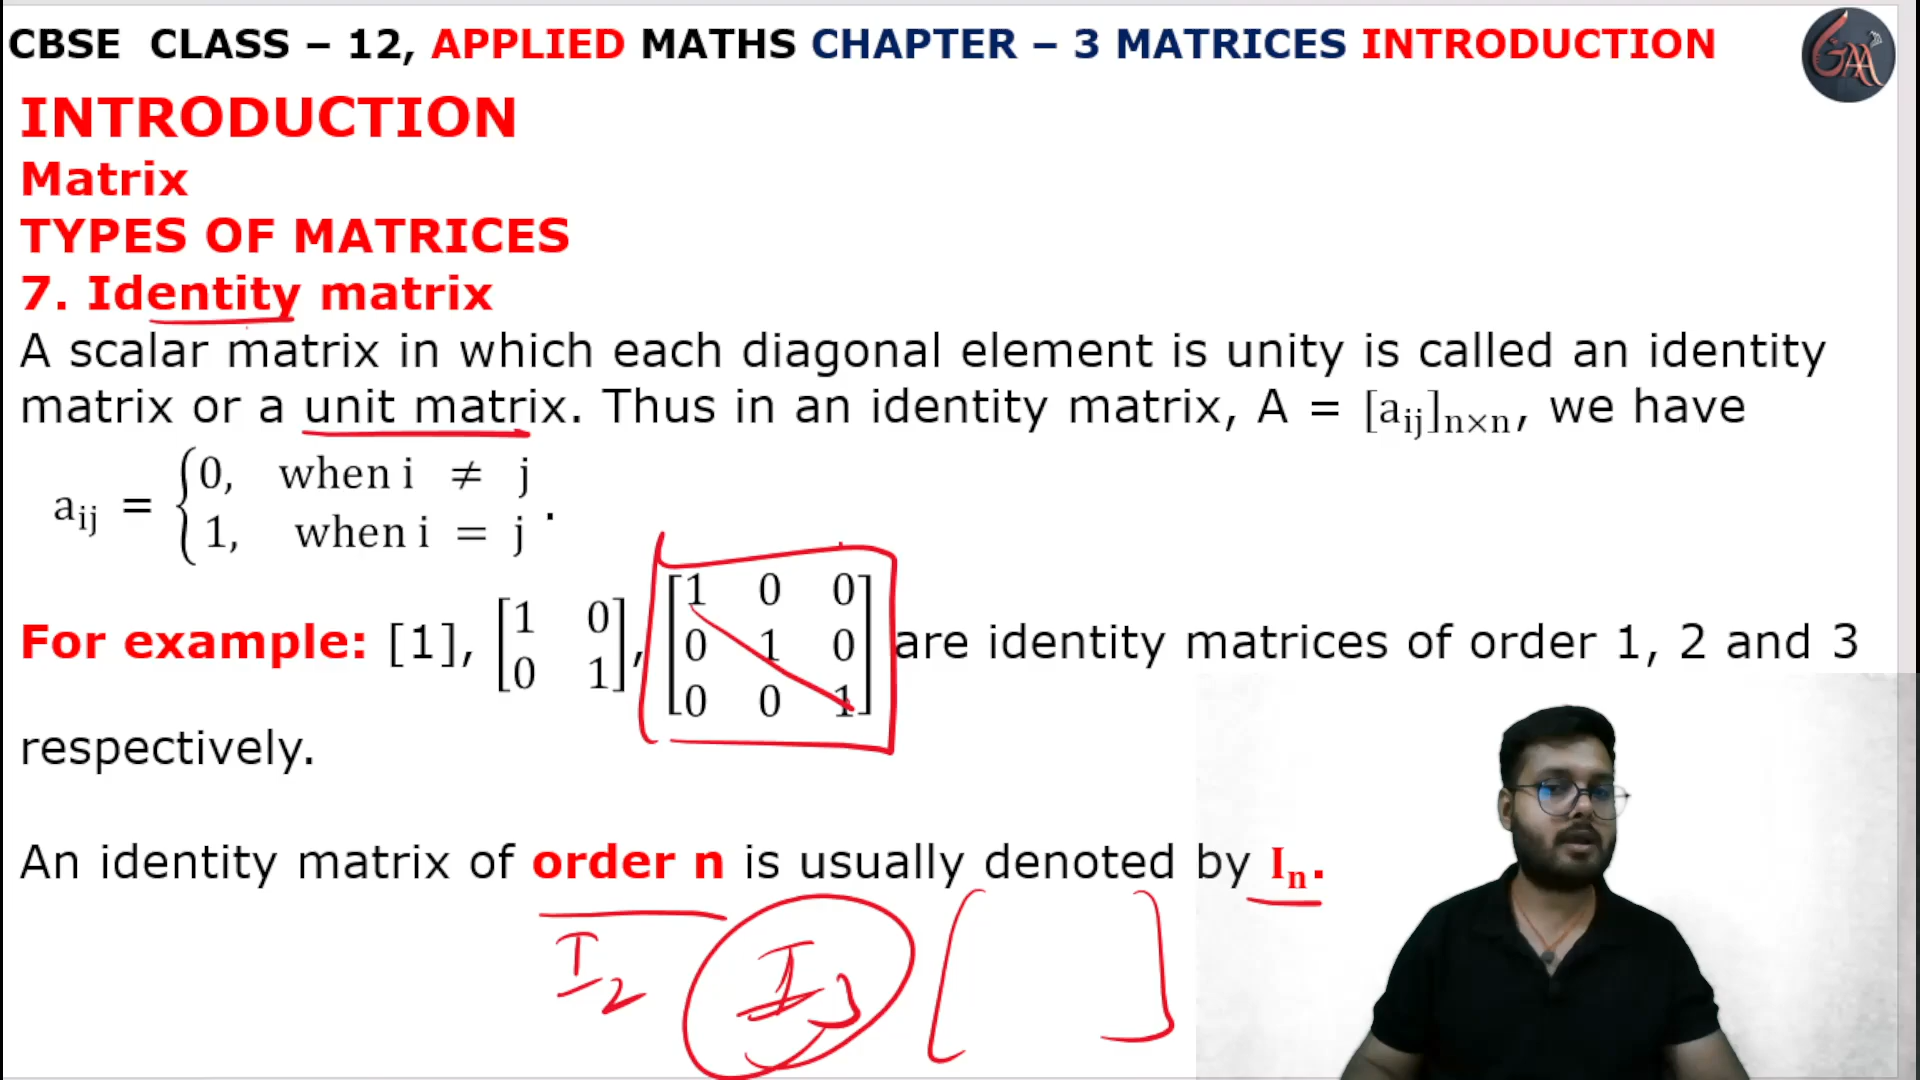 CBSE CLASS – 12, APPLIED MATHS CHAPTER – 3 MATRICES INTRODUCTION
INTRODUCTION
Matrix
TYPES OF MATRICES
7. Identity matrix
A scalar matrix in which each diagonal element is unity is called an identity
matrix or a unit matrix. Thus in an identity matrix, A = [aᵢⱼ]ₙ×ₙ, we have
aᵢⱼ = {0, when i ≠ j
1, when i = j .
For example: [1], [1 0 0 1], [1 0 0 0 1 0 0 0 1] are identity matrices of order 1, 2 and 3
respectively.
An identity matrix of order n is usually denoted by Iₙ.
I₂ I₃ [ ]